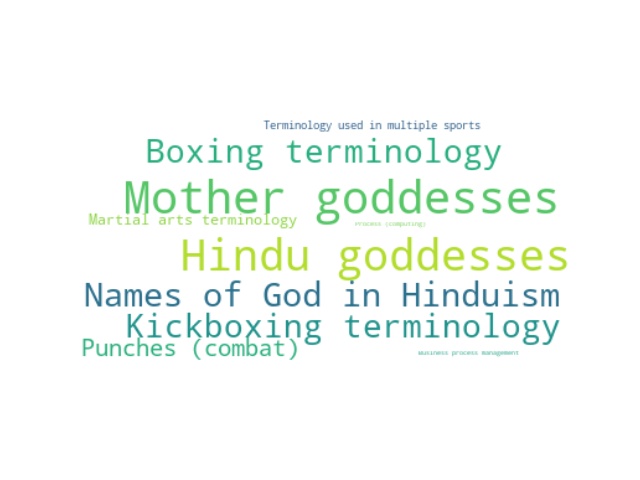 Terminology used in multiple sports
Boxing terminology
Mother goddesses
Martial arts terminology
Process (computing)
Hindu goddesses
Names of God in Hinduism
Kickboxing terminology
Punches (combat)
Business process management